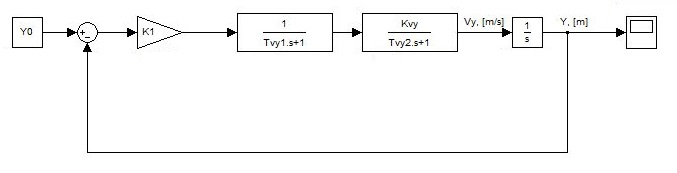 Vy, [m/s]
Y, [m]
Y0
+
−
K1
1
Tvy1.s+1
Kvy
Tvy2.s+1
1
s